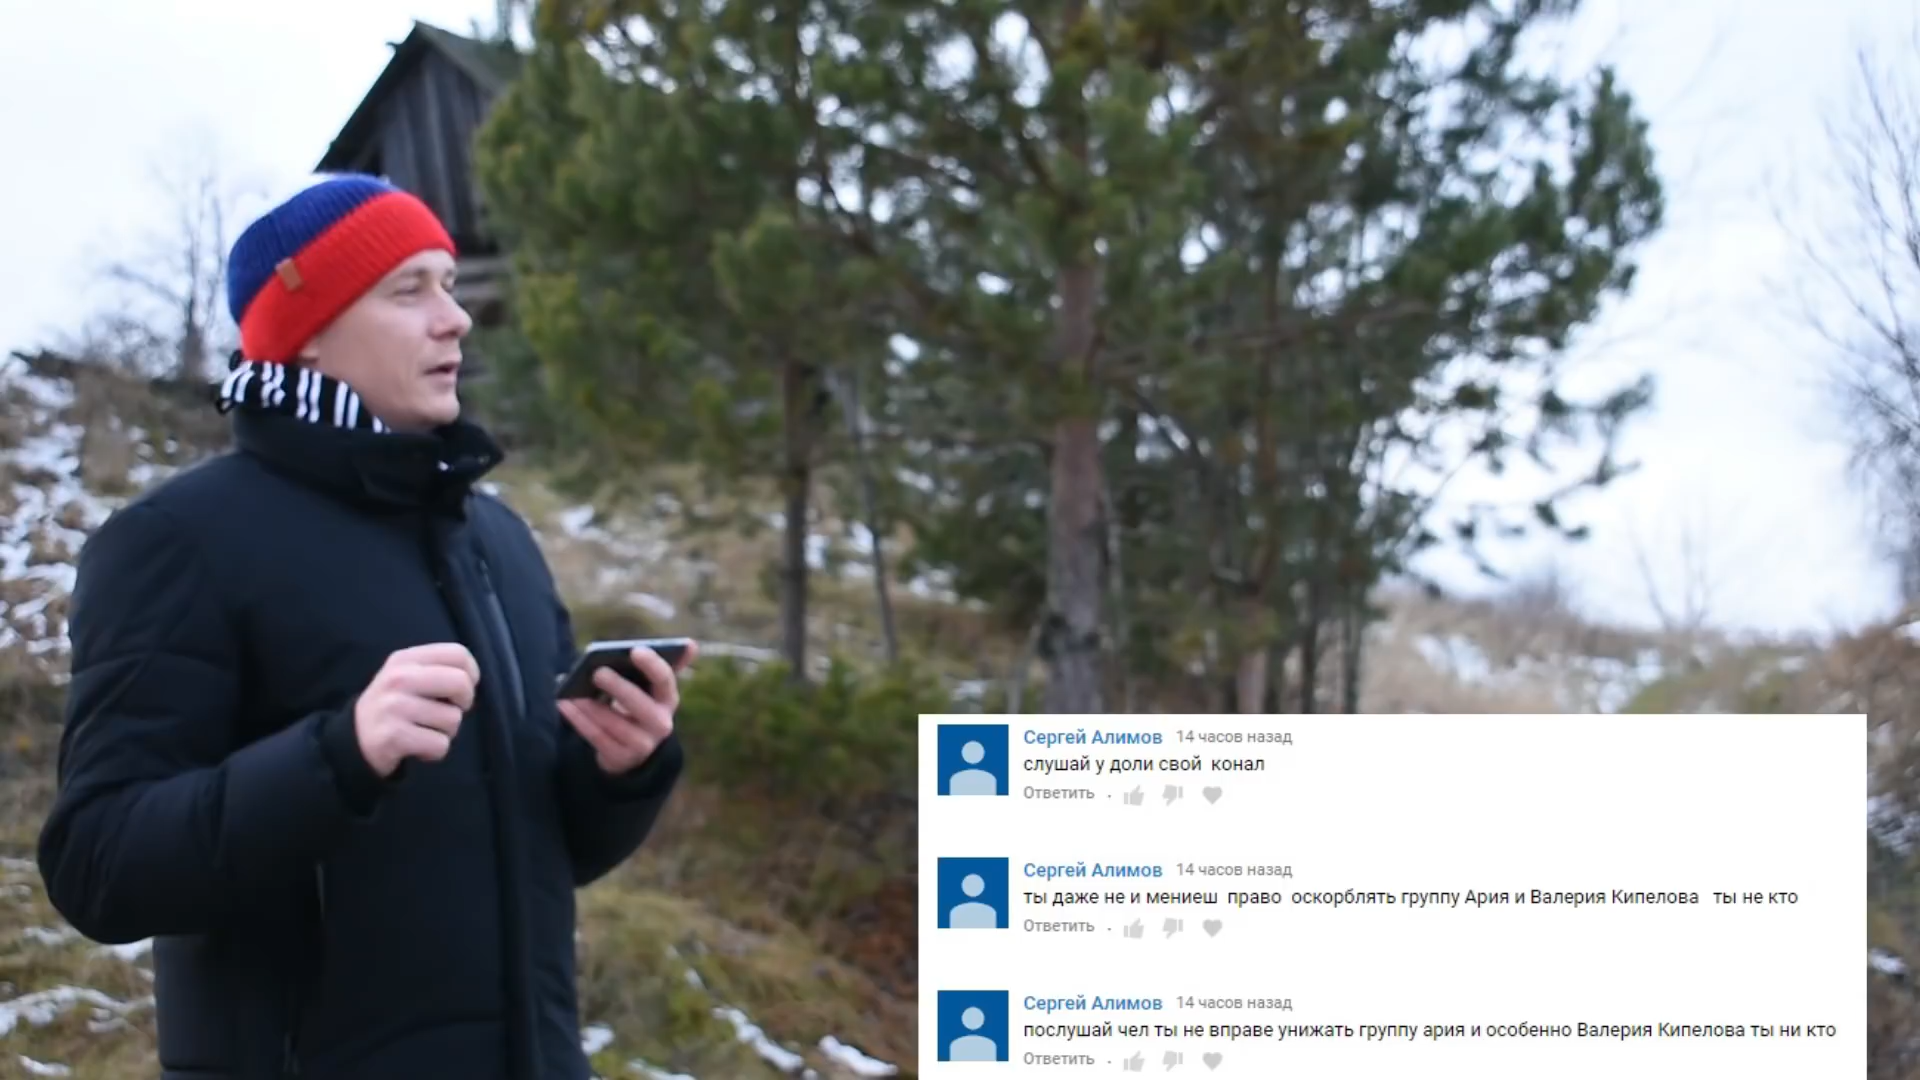 Сергей Алимов 14 часов назад
слушай у доли свой конал
Ответить
Сергей Алимов 14 часов назад
ты даже не и мениеш право оскорблять группу Ария и Валерия Кипелова ты не кто
Ответить
Сергей Алимов 14 часов назад
послушай чел ты не вправе унижать группу ария и особенно Валерия Кипелова ты ни кто
Ответить